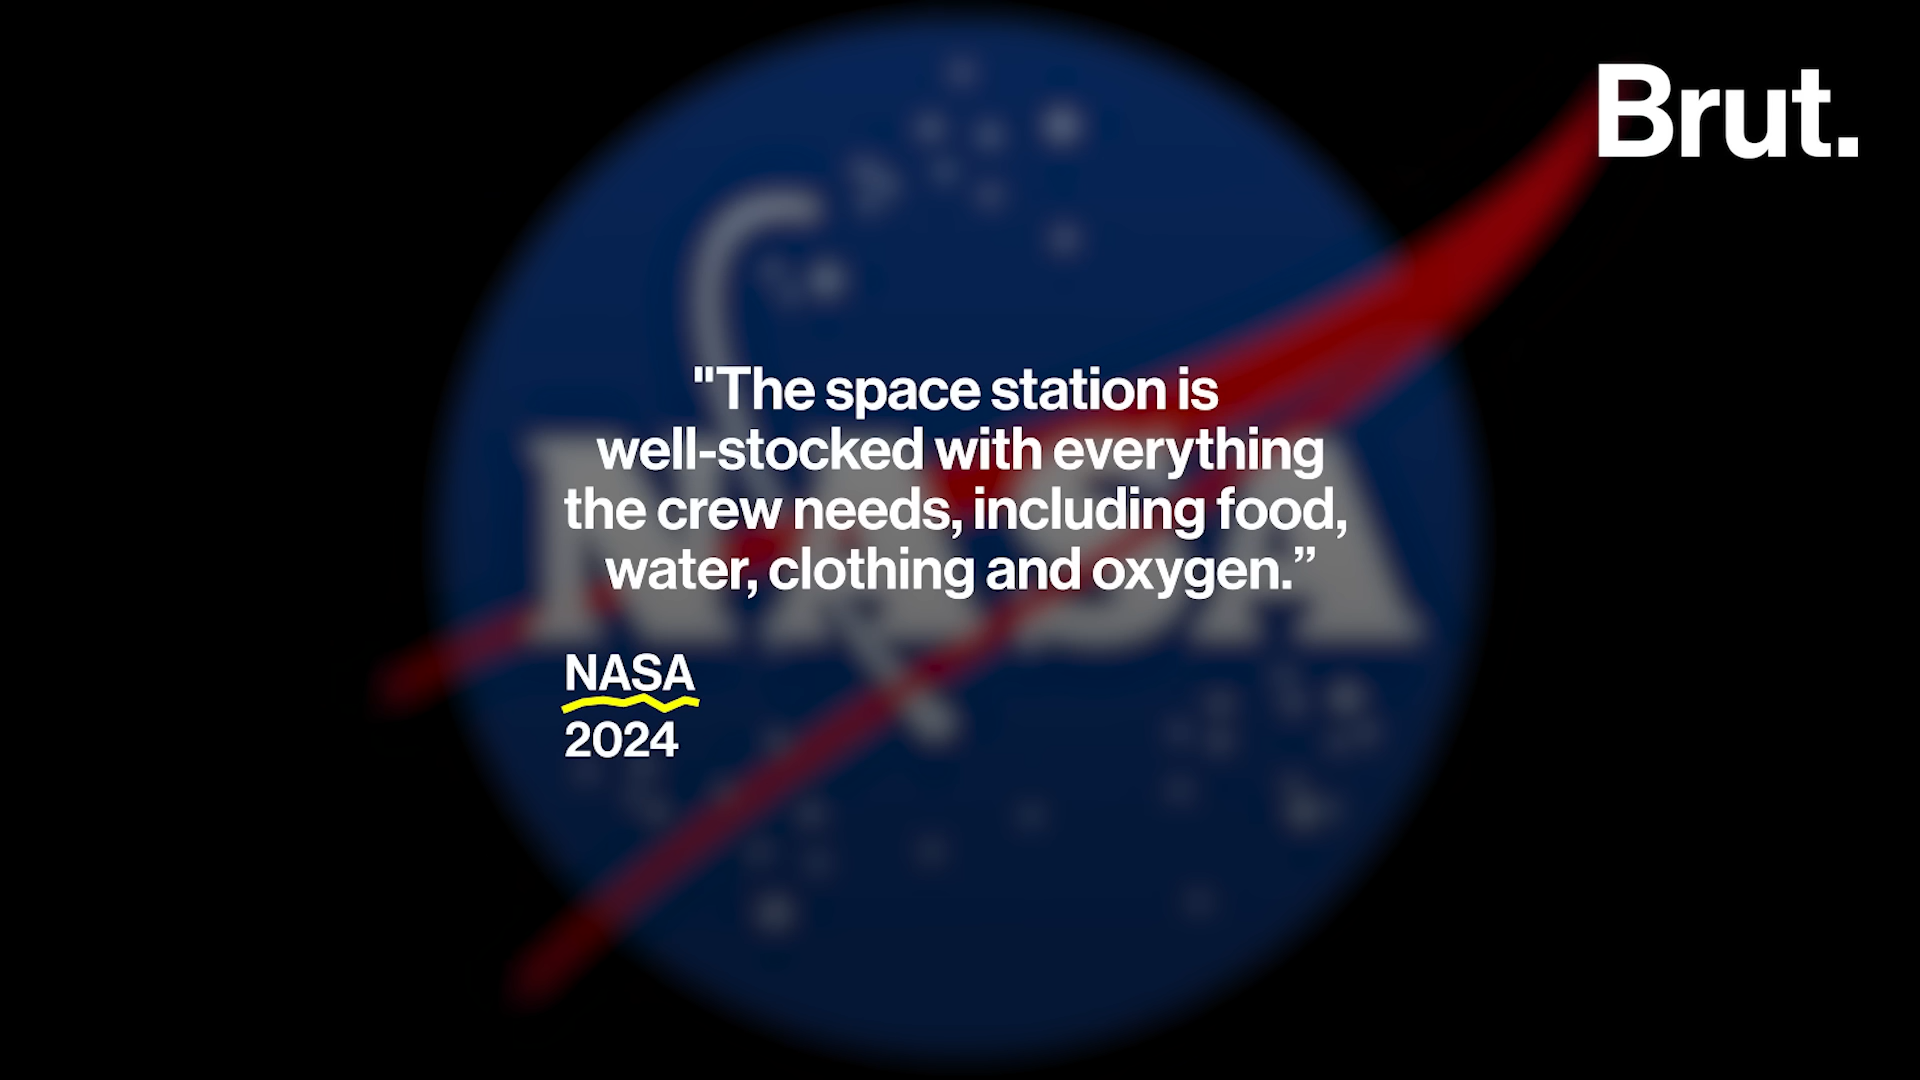 Brut.
"The space station is
well-stocked with everything
the crew needs, including food,
water, clothing and oxygen.”
NASA
NASA
2024